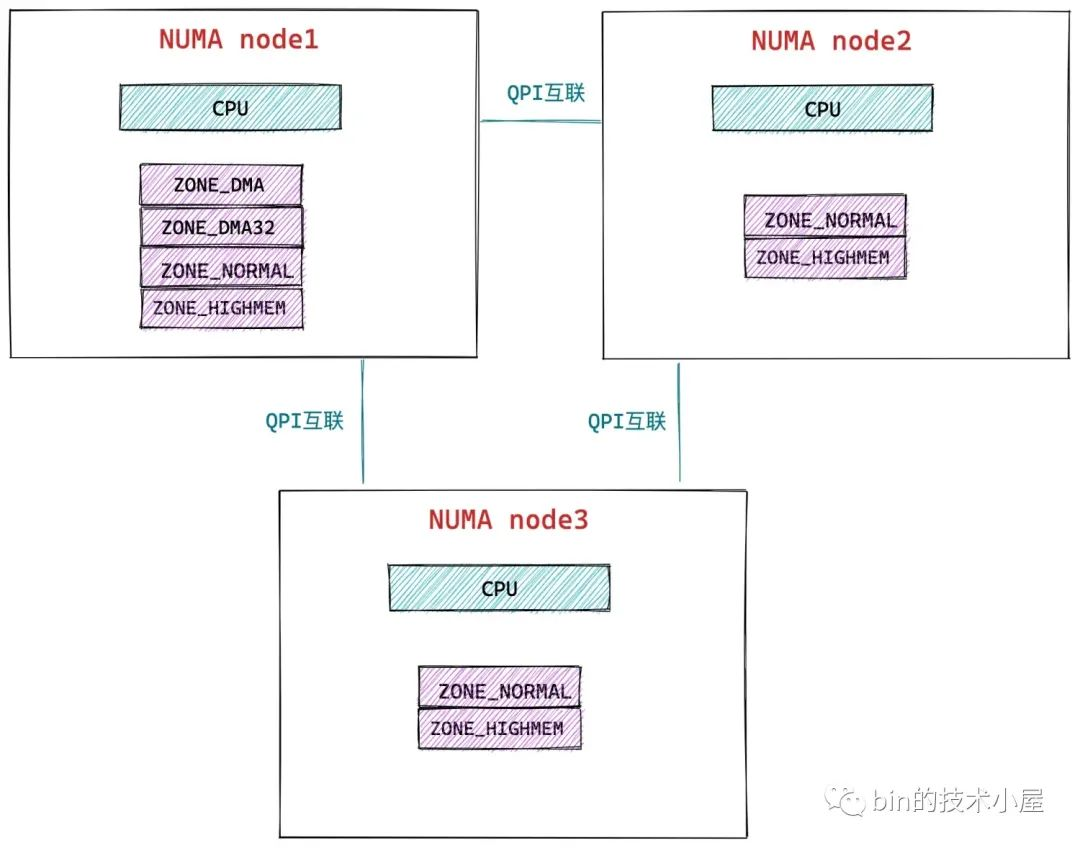 NUMA node1
CPU
ZONE_DMA
ZONE_DMA32
ZONE_NORMAL
ZONE_HIGHMEM
QPI互联
NUMA node2
CPU
ZONE_NORMAL
ZONE_HIGHMEM
QPI互联
QPI互联
NUMA node3
CPU
ZONE_NORMAL
ZONE_HIGHMEM
bin的技术小屋